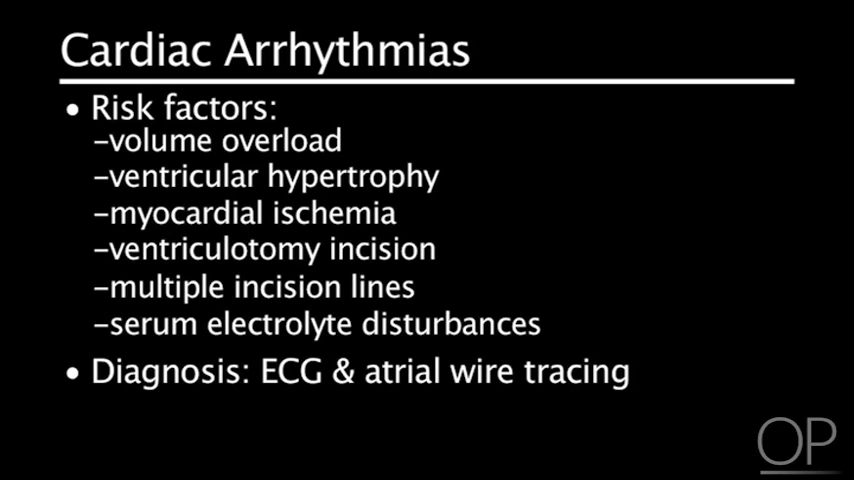 Cardiac Arrhythmias
• Risk factors:
–volume overload
–ventricular hypertrophy
–myocardial ischemia
–ventriculotomy incision
–multiple incision lines
–serum electrolyte disturbances
• Diagnosis: ECG & atrial wire tracing
OP